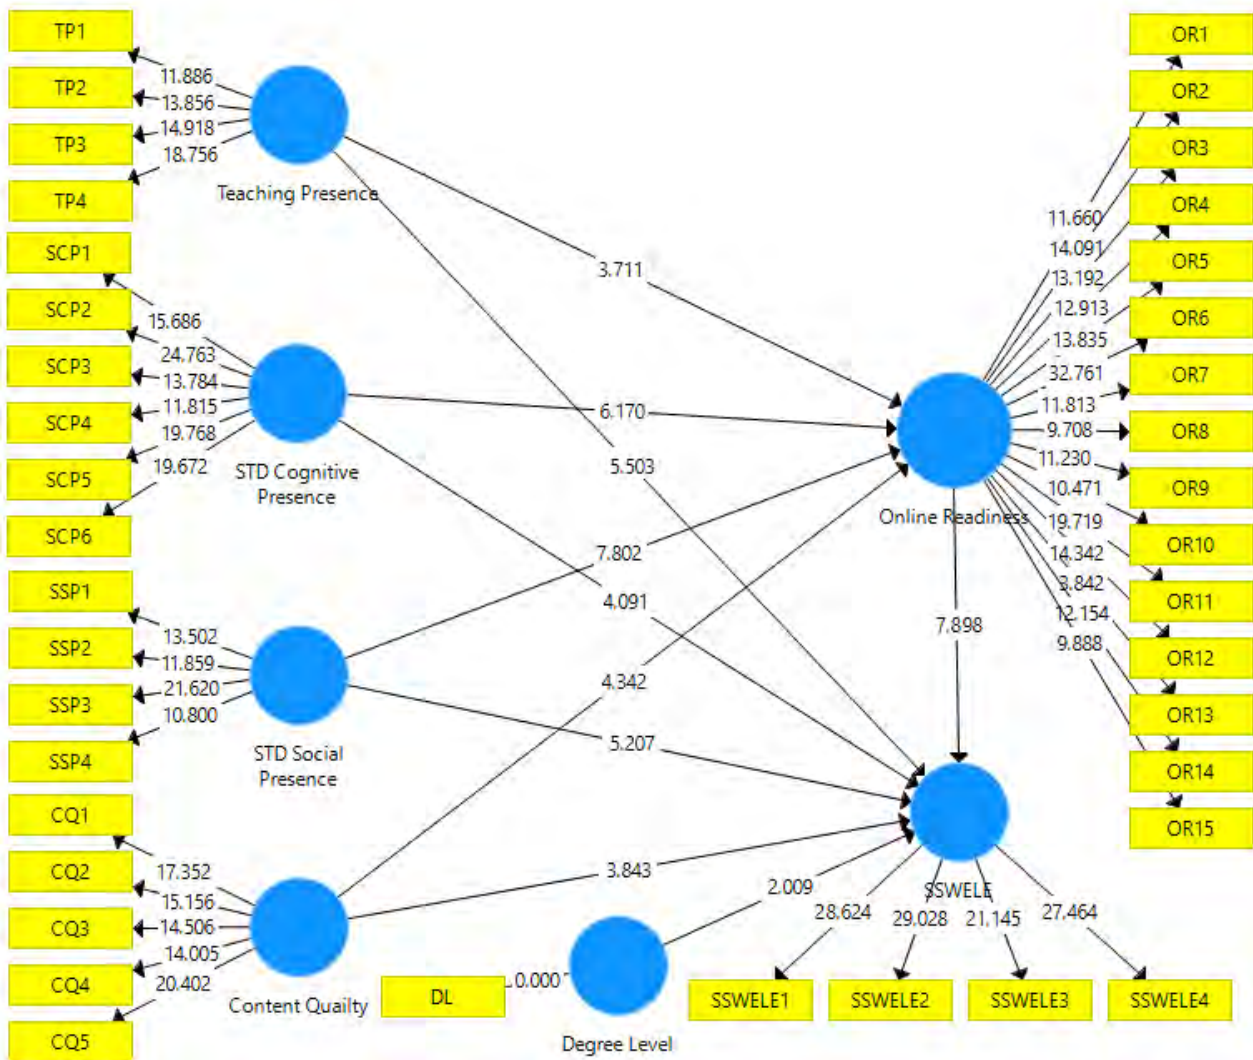 TP1
TP2
TP3
TP4
11.886
13.856
14.918
18.756
Teaching Presence
SCP1
SCP2
SCP3
SCP4
SCP5
SCP6
15.686
24.763
13.784
11.815
19.768
19.672
STD Cognitive
Presence
SSP1
SSP2
SSP3
SSP4
13.502
11.859
21.620
10.800
STD Social
Presence
CQ1
CQ2
CQ3
CQ4
CQ5
17.352
15.156
14.506
14.005
20.402
Content Quailty
DL
0.000
Degree Level
3.711
6.170
5.503
7.802
4.091
4.342
5.207
3.843
2.009
7.898
Online Readiness
11.660
14.091
13.192
12.913
13.835
32.761
11.813
9.708
11.230
10.471
19.719
14.342
3.842
12.154
9.888
OR1
OR2
OR3
OR4
OR5
OR6
OR7
OR8
OR9
OR10
OR11
OR12
OR13
OR14
OR15
SSWELE
28.624
29.028
21.145
27.464
SSWELE1
SSWELE2
SSWELE3
SSWELE4